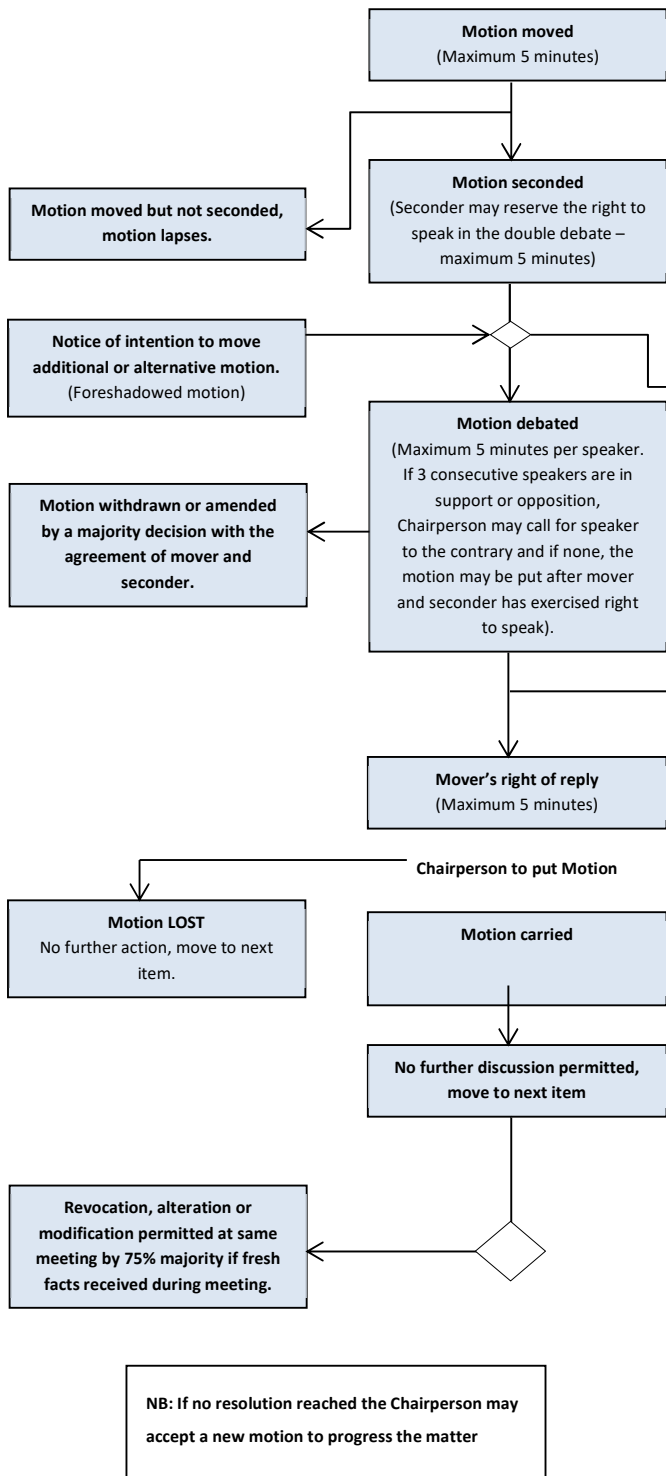 Motion moved
(Maximum 5 minutes)
Motion seconded
(Seconder may reserve the right to
speak in the double debate –
maximum 5 minutes)
Motion moved but not seconded,
motion lapses.
Notice of intention to move
additional or alternative motion.
(Foreshadowed motion)
Motion debated
(Maximum 5 minutes per speaker.
If 3 consecutive speakers are in
support or opposition,
Chairperson may call for speaker
to the contrary and if none, the
motion may be put after mover
and seconder has exercised right
to speak).
Motion withdrawn or amended
by a majority decision with the
agreement of mover and
seconder.
Mover’s right of reply
(Maximum 5 minutes)
Chairperson to put Motion
Motion LOST
No further action, move to next
item.
Motion carried
No further discussion permitted,
move to next item
Revocation, alteration or
modification permitted at same
meeting by 75% majority if fresh
facts received during meeting.
NB: If no resolution reached the Chairperson may
accept a new motion to progress the matter